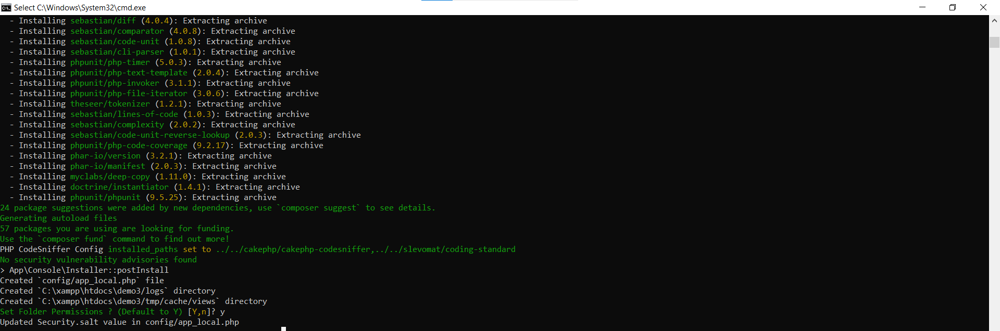 Select C:\Windows\System32\cmd.exe
- Installing sebastian/diff (4.0.4): Extracting archive
- Installing sebastian/comparator (4.0.8): Extracting archive
- Installing sebastian/code-unit (1.0.8): Extracting archive
- Installing sebastian/cli-parser (1.0.1): Extracting archive
- Installing phpunit/php-timer (5.0.3): Extracting archive
- Installing phpunit/php-text-template (2.0.4): Extracting archive
- Installing phpunit/php-invoker (3.1.1): Extracting archive
- Installing phpunit/php-file-iterator (3.0.6): Extracting archive
- Installing theseer/tokenizer (1.2.1): Extracting archive
- Installing sebastian/lines-of-code (1.0.3): Extracting archive
- Installing sebastian/complexity (2.0.2): Extracting archive
- Installing sebastian/code-unit-reverse-lookup (2.0.3): Extracting archive
- Installing phpunit/php-code-coverage (9.2.17): Extracting archive
- Installing phar-io/version (3.2.1): Extracting archive
- Installing phar-io/manifest (2.0.3): Extracting archive
- Installing myclabs/deep-copy (1.11.0): Extracting archive
- Installing doctrine/instantiator (1.4.1): Extracting archive
- Installing phpunit/phpunit (9.5.25): Extracting archive
24 package suggestions were added by new dependencies, use `composer suggest` to see details.
Generating autoload files
57 packages you are using are looking for funding.
Use the `composer fund` command to find out more!
PHP CodeSniffer Config installed_paths set to ../../cakephp/cakephp-codesniffer,../../slevomat/coding-standard
No security vulnerability advisories found
> App\Console\Installer::postInstall
Created `config/app_local.php` file
Created `C:\xampp\htdocs\demo3/logs` directory
Created `C:\xampp\htdocs\demo3/tmp/cache/views` directory
Set Folder Permissions ? (Default to Y) [Y,n]? y
Updated Security.salt value in config/app_local.php